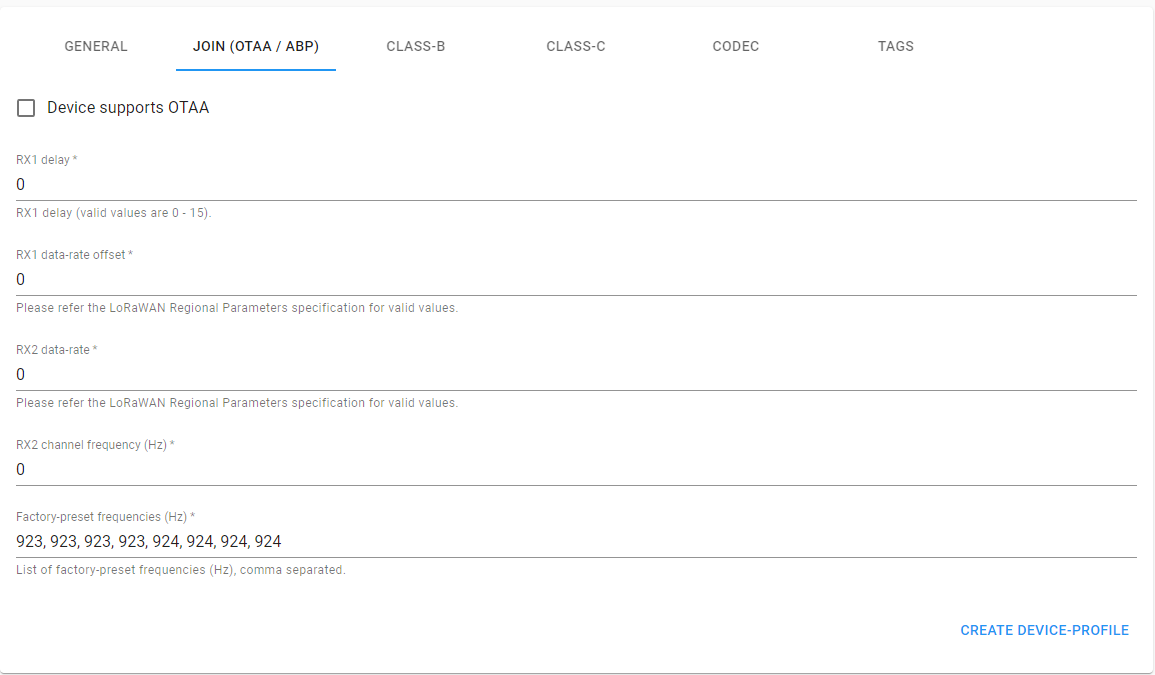 GENERAL JOIN (OTAA / ABP) CLASS-B CLASS-C CODEC TAGS
Device supports OTAA
RX1 delay *
0
RX1 delay (valid values are 0 - 15).
RX1 data-rate offset *
0
Please refer the LoRaWAN Regional Parameters specification for valid values.
RX2 data-rate *
0
Please refer the LoRaWAN Regional Parameters specification for valid values.
RX2 channel frequency (Hz) *
0
Factory-preset frequencies (Hz) *
923, 923, 923, 923, 924, 924, 924, 924
List of factory-preset frequencies (Hz), comma separated.
CREATE DEVICE-PROFILE